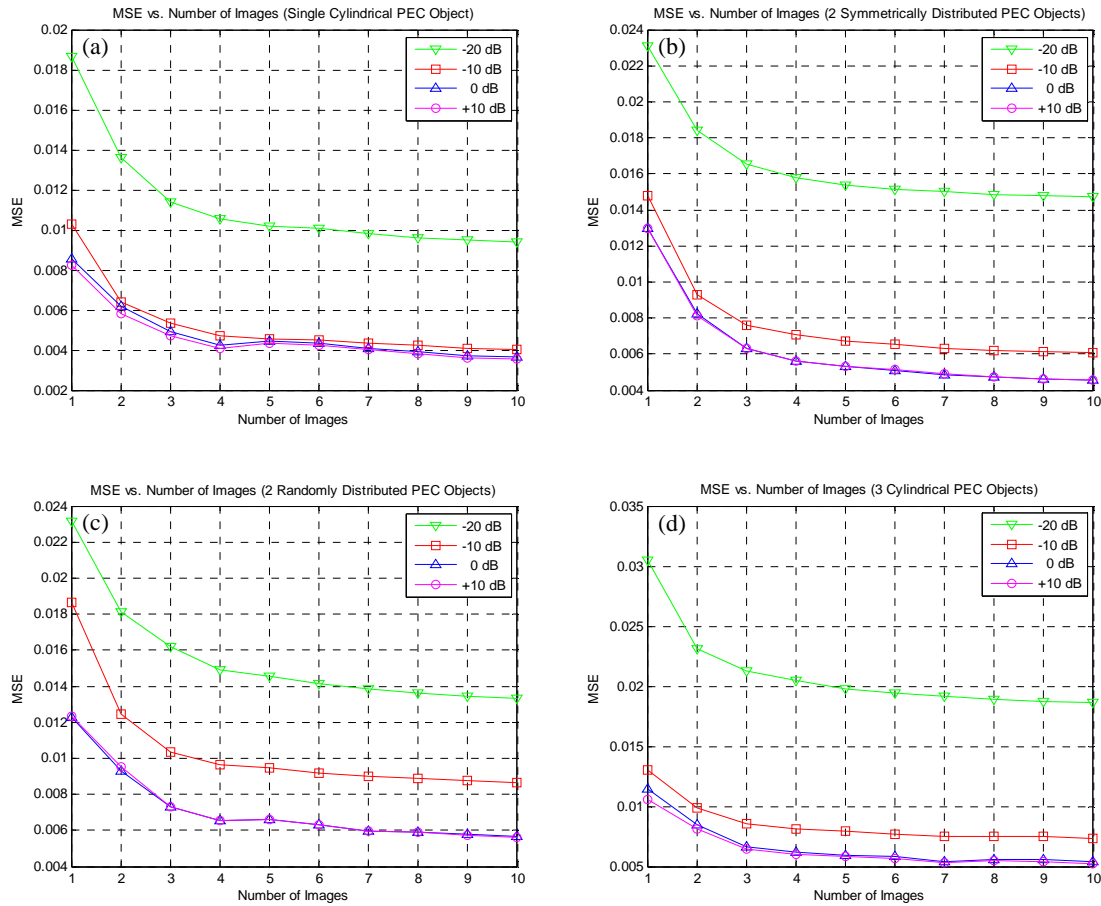 MSE vs. Number of Images (Single Cylindrical PEC Object)
(a)
-20 dB
-10 dB
0 dB
+10 dB
0.02
0.018
0.016
0.014
0.012
0.01
0.008
0.006
0.004
0.002
MSE
1 2 3 4 5 6 7 8 9 10
Number of Images
MSE vs. Number of Images (2 Symmetrically Distributed PEC Objects)
(b)
-20 dB
-10 dB
0 dB
+10 dB
0.024
0.022
0.02
0.018
0.016
0.014
0.012
0.01
0.008
0.006
0.004
MSE
1 2 3 4 5 6 7 8 9 10
Number of Images
MSE vs. Number of Images (2 Randomly Distributed PEC Objects)
(c)
-20 dB
-10 dB
0 dB
+10 dB
0.024
0.022
0.02
0.018
0.016
0.014
0.012
0.01
0.008
0.006
0.004
MSE
1 2 3 4 5 6 7 8 9 10
Number of Images
MSE vs. Number of Images (3 Cylindrical PEC Objects)
(d)
-20 dB
-10 dB
0 dB
+10 dB
0.035
0.03
0.025
0.02
0.015
0.01
0.005
MSE
1 2 3 4 5 6 7 8 9 10
Number of Images